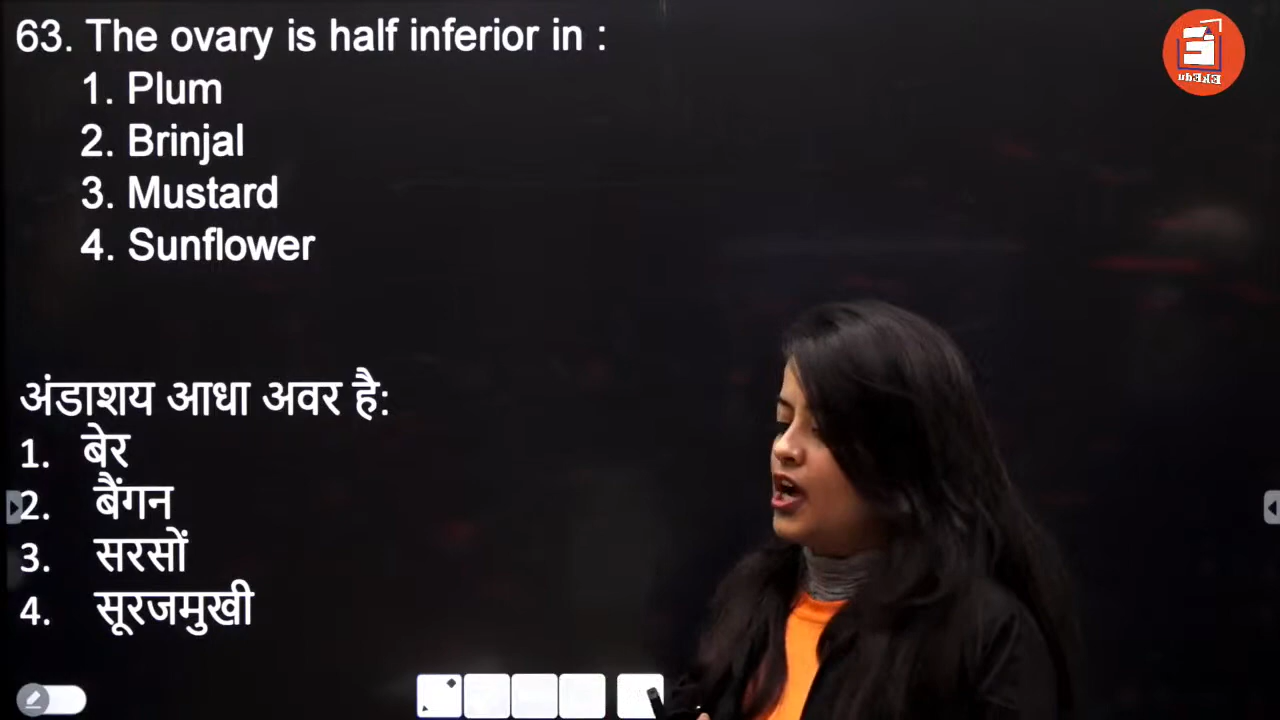 63. The ovary is half inferior in :
1. Plum
2. Brinjal
3. Mustard
4. Sunflower
अंडाशय आधा अवर है:
1. बेर
2. बैंगन
3. सरसों
4. सूरजमुखी
EkEdu